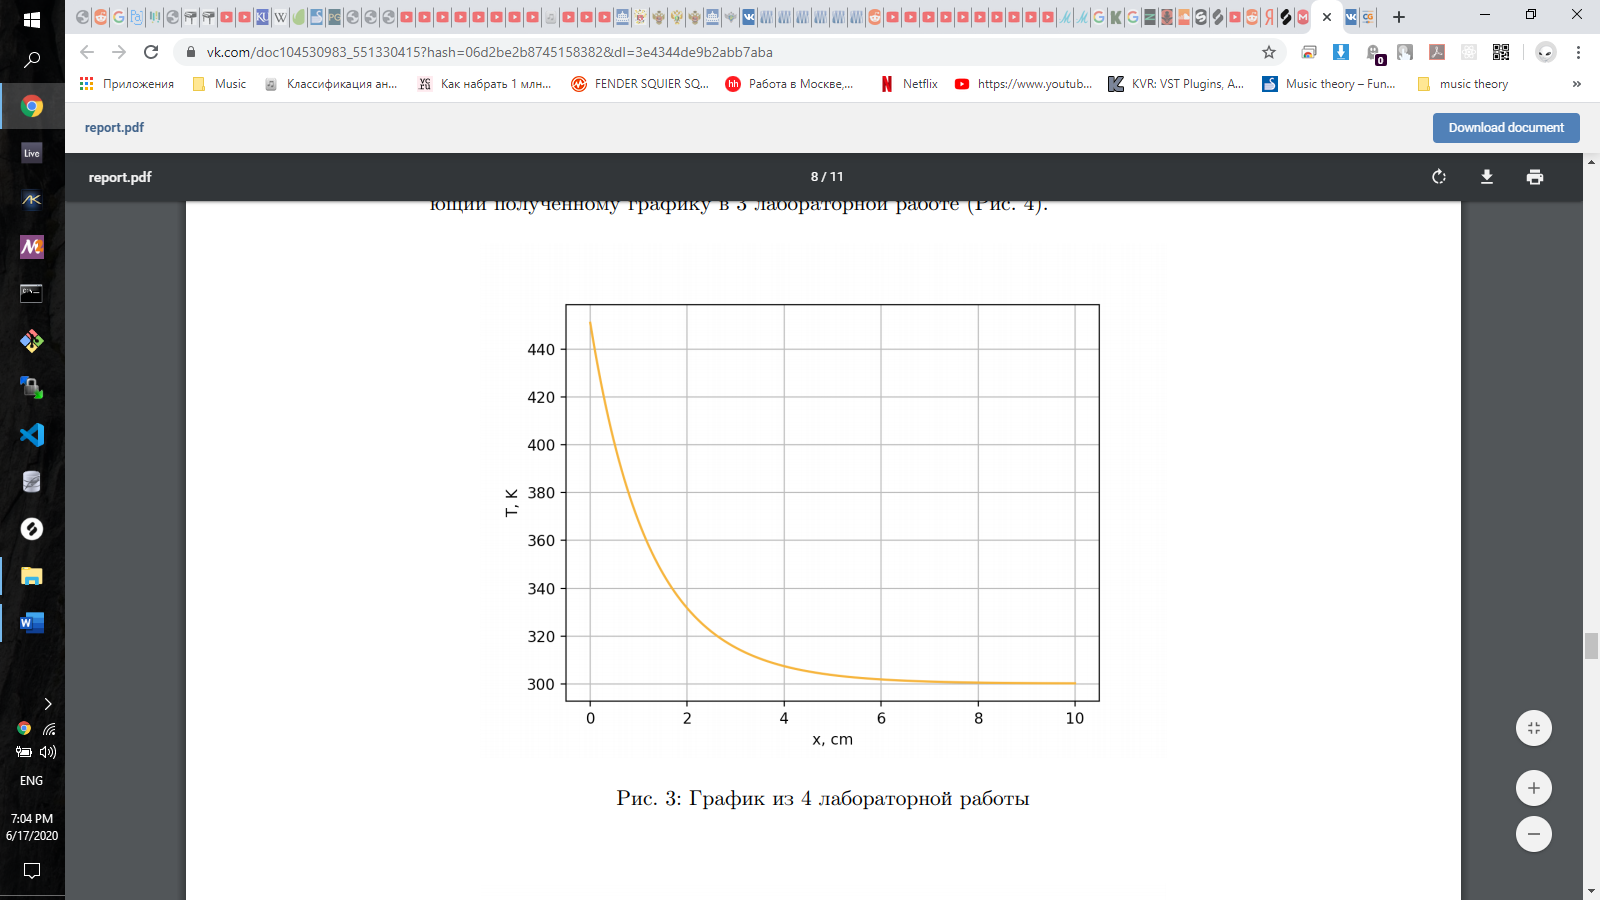 vk.com/doc104530983_551330415?hash=06d2be2b8745158382&dl=3e4344de9b2abb7aba
0
Приложения
Music
Классификация ан...
Как набрать 1 млн...
FENDER SQUIER SQ...
Работа в Москве,...
Netflix
https://www.youtub...
KVR: VST Plugins, A...
Music theory – Fun...
music theory
»
report.pdf
Download document
report.pdf
8 / 11
ющий полученному графику в 3 лабораторной работе (Рис. 4).
440
420
400
380
360
340
320
300
T, K
0 2 4 6 8 10
x, cm
Рис. 3: График из 4 лабораторной работы
Live
ENG
7:04 PM
6/17/2020